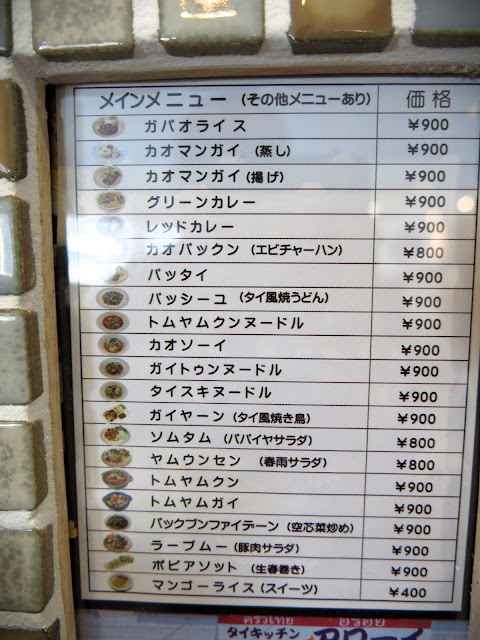 メインメニュー (その他メニューあり) 価格
ガパオライス ¥900
カオマンガイ (蒸し) ¥900
カオマンガイ (揚げ) ¥900
グリーンカレー ¥900
レッドカレー ¥900
カオパックン (エビチャーハン) ¥800
パッタイ ¥900
パッシーユ (タイ風焼うどん) ¥900
トムヤムクンヌードル ¥900
カオソーイ ¥900
ガイトゥンヌードル ¥900
タイスキヌードル ¥900
ガイヤーン (タイ風焼き鳥) ¥900
ソムタム (パパイヤサラダ) ¥800
ヤムウンセン (春雨サラダ) ¥800
トムヤムクン ¥900
トムヤムガイ ¥900
パックブンファイデーン (空芯菜炒め) ¥900
ラープムー (豚肉サラダ) ¥900
ポピアソット (生春巻き) ¥900
マンゴーライス (スイーツ) ¥400
ครัวไทย อร่อย
タイキッチン